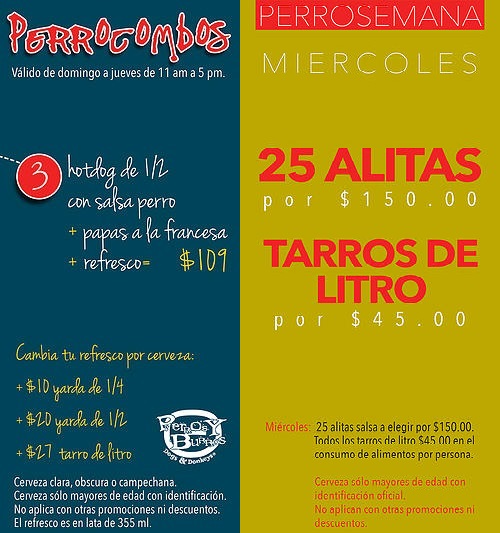 PERROCOMBOS
Válido de domingo a jueves de 11 am a 5 pm.
3
hotdog de 1/2
con salsa perro
+ papas a la francesa
+ refresco= $109
Cambia tu refresco por cerveza:
+ $10 yarda de 1/4
+ $20 yarda de 1/2
+ $27 tarro de litro
PERROS Y
BURROS
Dogs & Donkeys
Cerveza clara, obscura o campechana.
Cerveza sólo mayores de edad con identificación.
No aplica con otras promociones ni descuentos.
El refresco es en lata de 355 ml.
PERROSEMANA
MIERCOLES
25 ALITAS
por $150.00
TARROS DE
LITRO
por $45.00
Miércoles: 25 alitas salsa a elegir por $150.00.
Todos los tarros de litro $45.00 en el
consumo de alimentos por persona.
Cerveza sólo mayores de edad con
identificación oficial.
No aplican con otras promociones ni
descuentos.